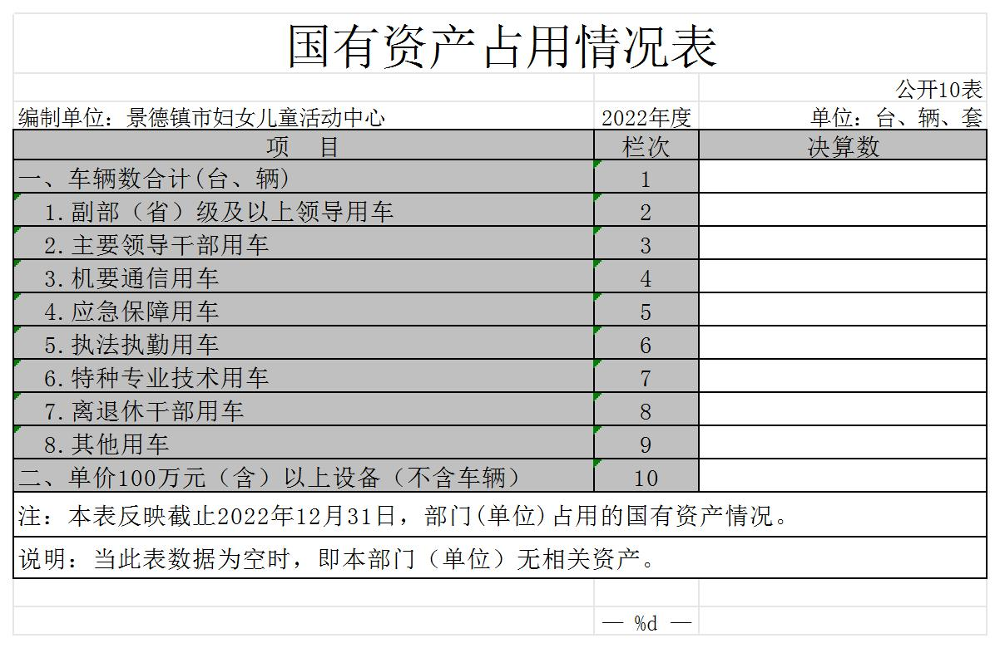 国有资产占用情况表
公开10表
编制单位：景德镇市妇女儿童活动中心 2022年度 单位：台、辆、套
项 目 栏次 决算数
一、车辆数合计(台、辆) 1
1.副部（省）级及以上领导用车 2
2.主要领导干部用车 3
3.机要通信用车 4
4.应急保障用车 5
5.执法执勤用车 6
6.特种专业技术用车 7
7.离退休干部用车 8
8.其他用车 9
二、单价100万元（含）以上设备（不含车辆） 10
注：本表反映截止2022年12月31日，部门(单位)占用的国有资产情况。
说明：当此表数据为空时，即本部门（单位）无相关资产。
— %d —